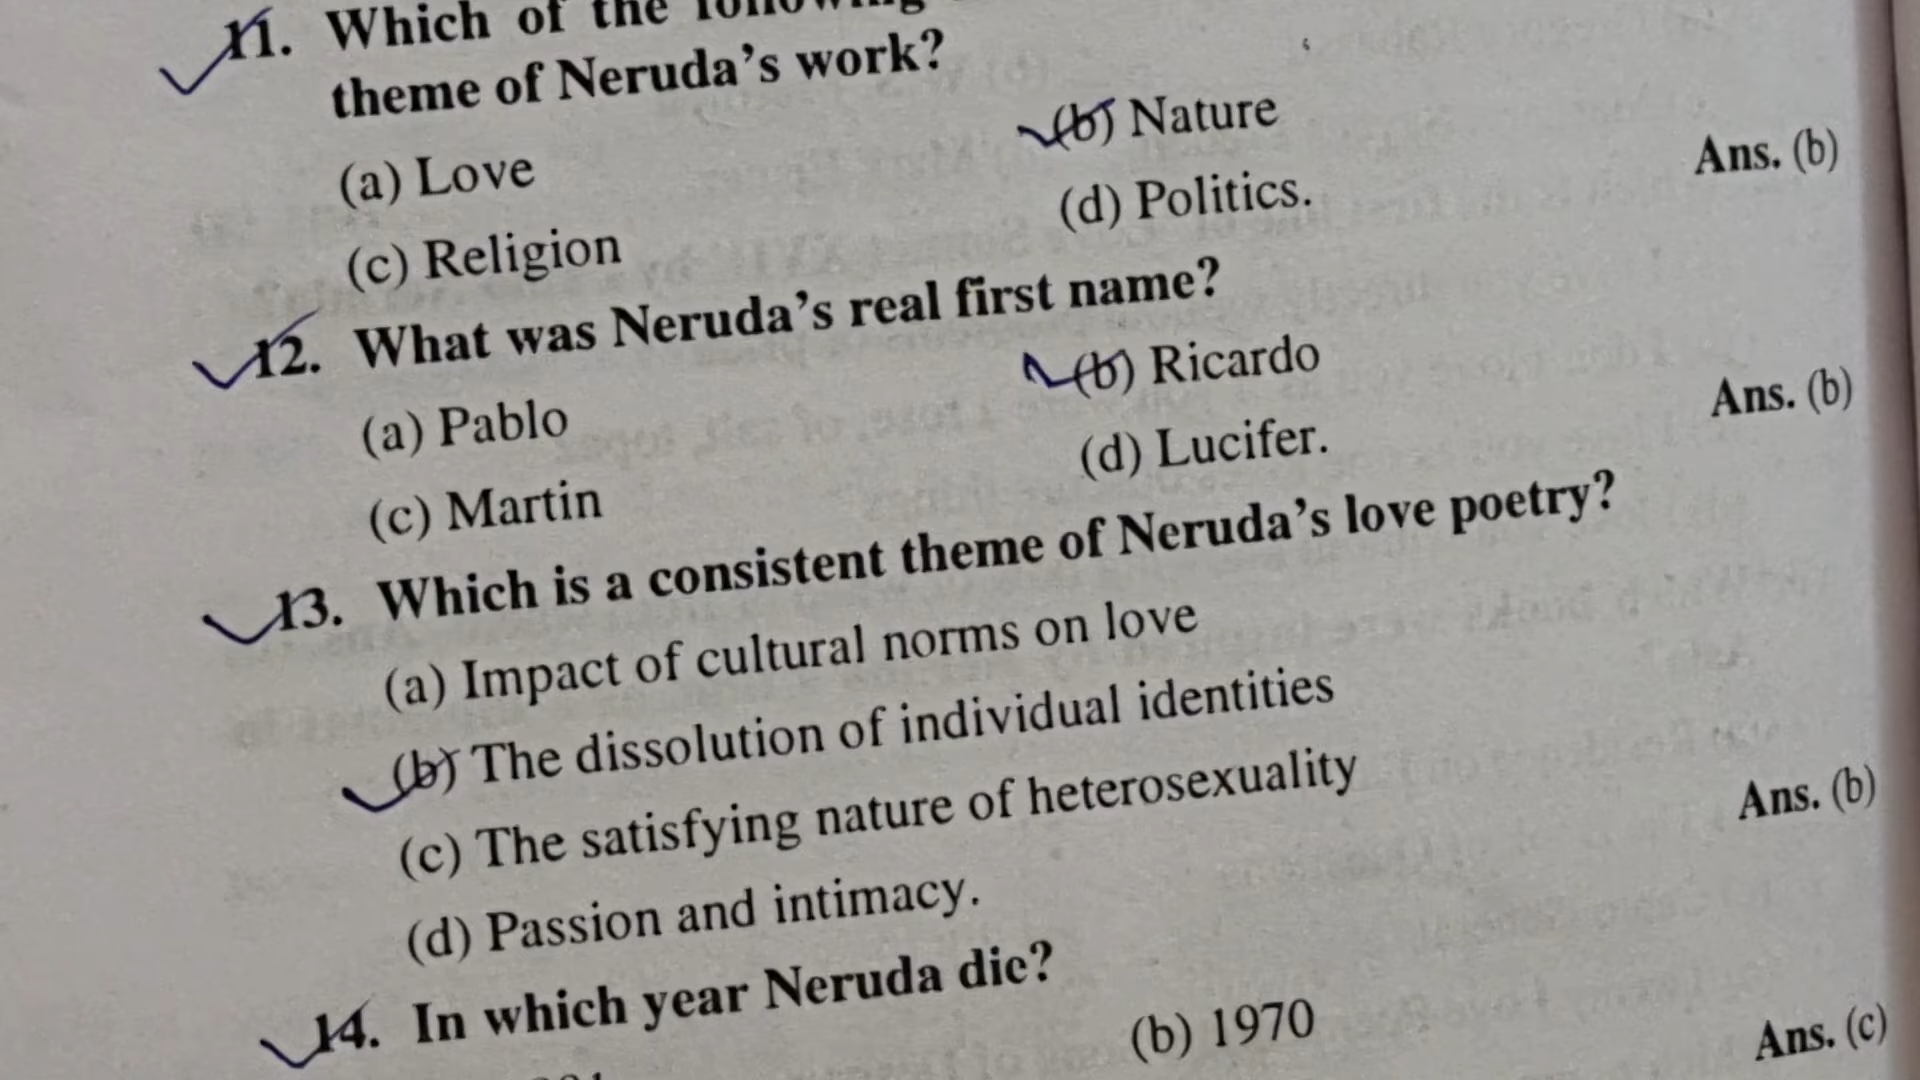 11. Which of the following
theme of Neruda's work?
(a) Love (b) Nature
(c) Religion (d) Politics. Ans. (b)
12. What was Neruda's real first name?
(a) Pablo (b) Ricardo
(c) Martin (d) Lucifer. Ans. (b)
13. Which is a consistent theme of Neruda's love poetry?
(a) Impact of cultural norms on love
(b) The dissolution of individual identities
(c) The satisfying nature of heterosexuality
(d) Passion and intimacy. Ans. (b)
14. In which year Neruda die?
(b) 1970
Ans. (c)